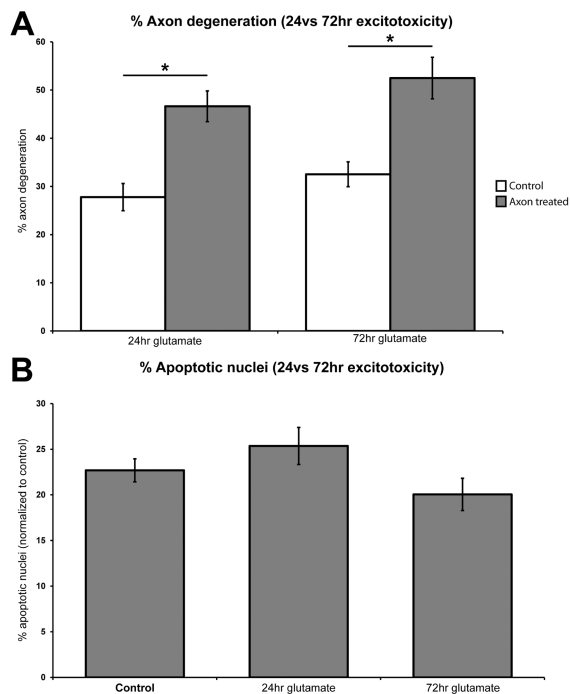 A
% Axon degeneration (24vs 72hr excitotoxicity)
60
50
40
30
20
10
0
% axon degeneration
*
*
Control
Axon treated
24hr glutamate
72hr glutamate
B
% Apoptotic nuclei (24vs 72hr excitotoxicity)
30
25
20
15
10
5
0
% apoptotic nuclei (normalized to control)
Control
24hr glutamate
72hr glutamate